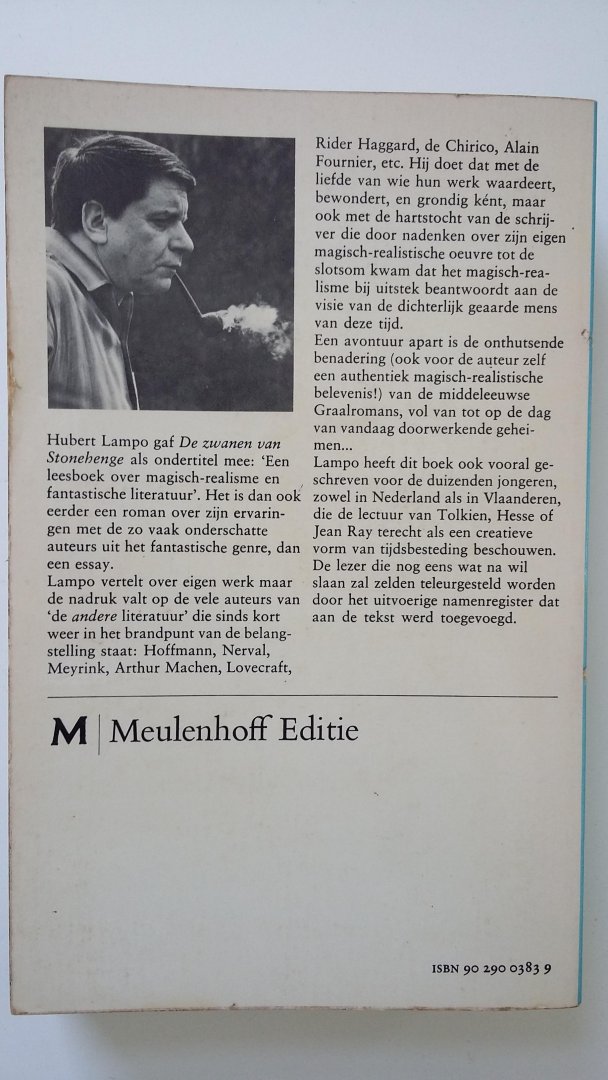 Hubert Lampo gaf De zwanen van
Stonehenge als ondertitel mee: ‘Een
leesboek over magisch-realisme en
fantastische literatuur’. Het is dan ook
eerder een roman over zijn ervarin-
gen met de zo vaak onderschatte
auteurs uit het fantastische genre, dan
een essay.
Lampo vertelt over eigen werk maar
de nadruk valt op de vele auteurs van
‘de andere literatuur’ die sinds kort
weer in het brandpunt van de belang-
stelling staat: Hoffmann, Nerval,
Meyrink, Arthur Machen, Lovecraft,
Rider Haggard, de Chirico, Alain
Fournier, etc. Hij doet dat met de
liefde van wie hun werk waardeert,
bewondert, en grondig ként, maar
ook met de hartstocht van de schrij-
ver die door nadenken over zijn eigen
magisch-realistische oeuvre tot de
slotsom kwam dat het magisch-rea-
lisme bij uitstek beantwoordt aan de
visie van de dichterlijk geaarde mens
van deze tijd.
Een avontuur apart is de onthutsende
benadering (ook voor de auteur zelf
een authentiek magisch-realistische
belevenis!) van de middeleeuwse
Graalromans, vol van tot op de dag
van vandaag doorwerkende gehei-
men...
Lampo heeft dit boek ook vooral ge-
schreven voor de duizenden jongeren,
zowel in Nederland als in Vlaanderen,
die de lectuur van Tolkien, Hesse of
Jean Ray terecht als een creatieve
vorm van tijdsbesteding beschouwen.
De lezer die nog eens wat na wil
slaan zal zelden teleurgesteld worden
door het uitvoerige namenregister dat
aan de tekst werd toegevoegd.
M | Meulenhoff Editie
ISBN 90 290 0383 9